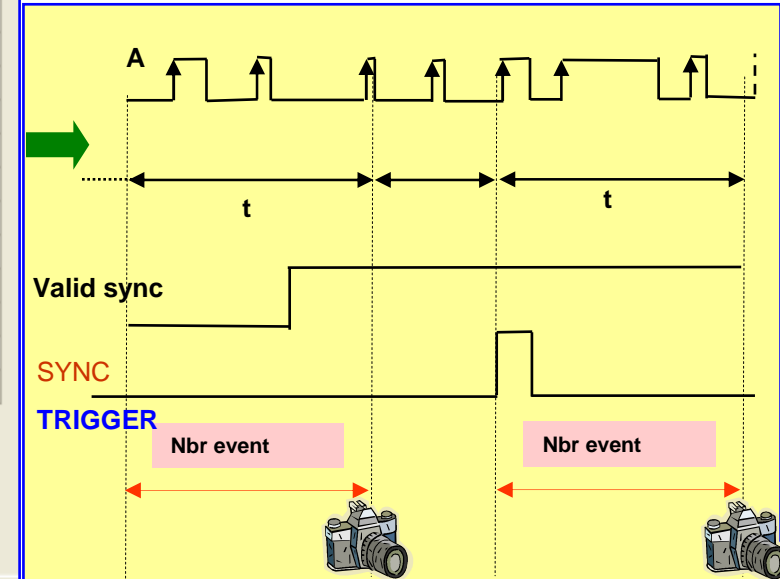 A
t
t
Valid sync
SYNC
TRIGGER
Nbr event
Nbr event